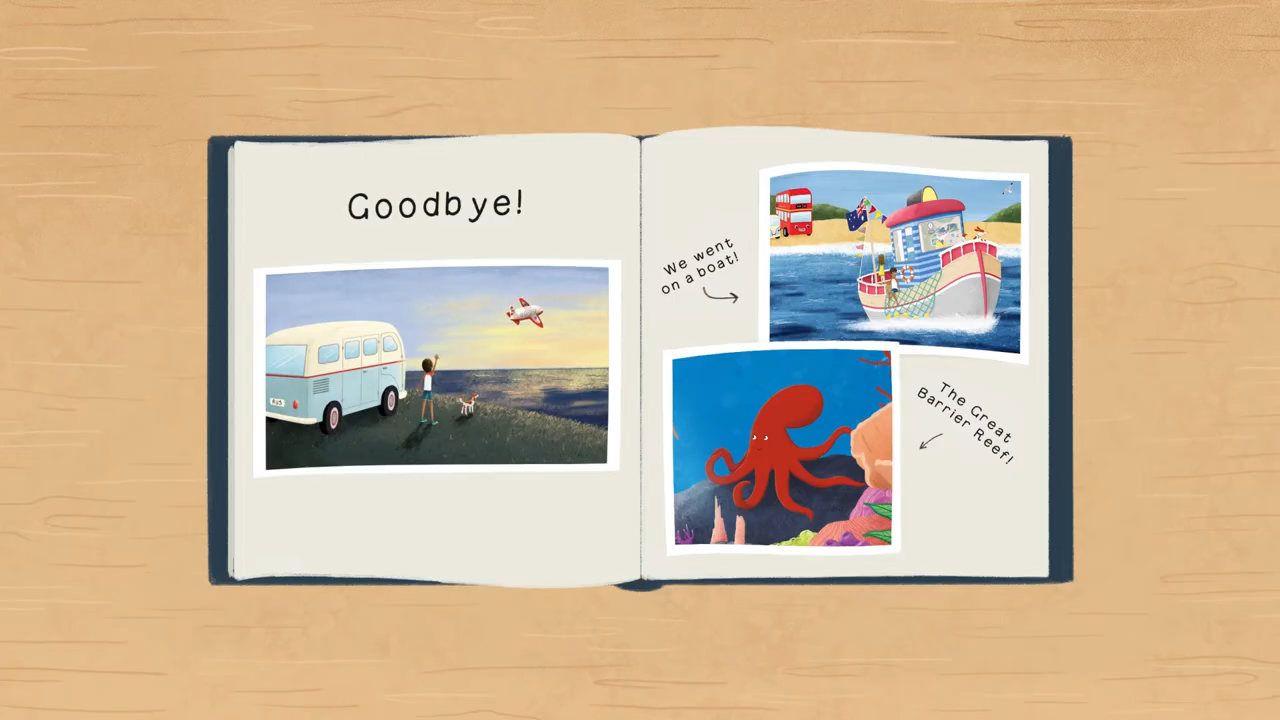 Goodbye!
We went
on a boat!
The Great
Barrier Reef!